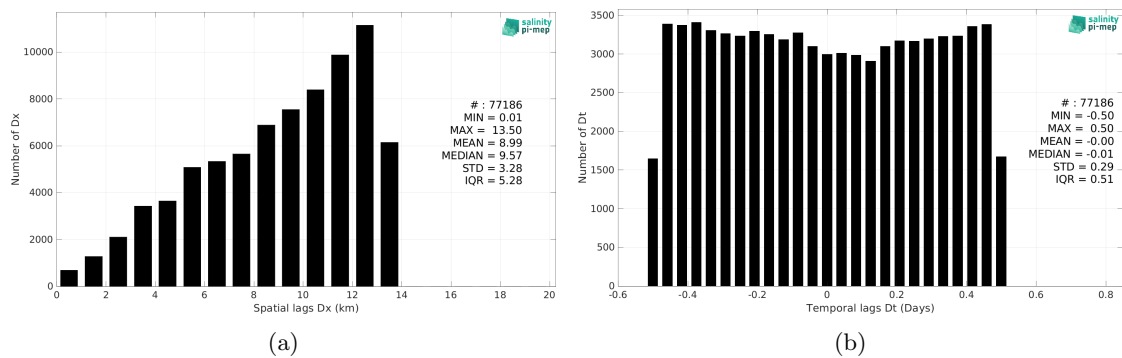 salinity
pi-mep
Number of Dx
10000
8000
6000
4000
2000
0
# : 77186
MIN = 0.01
MAX = 13.50
MEAN = 8.99
MEDIAN = 9.57
STD = 3.28
IQR = 5.28
0 2 4 6 8 10 12 14 16 18 20
Spatial lags Dx (km)
(a)
salinity
pi-mep
Number of Dt
3500
3000
2500
2000
1500
1000
500
0
# : 77186
MIN = -0.50
MAX = 0.50
MEAN = -0.00
MEDIAN = -0.01
STD = 0.29
IQR = 0.51
-0.6 -0.4 -0.2 0 0.2 0.4 0.6 0.8
Temporal lags Dt (Days)
(b)